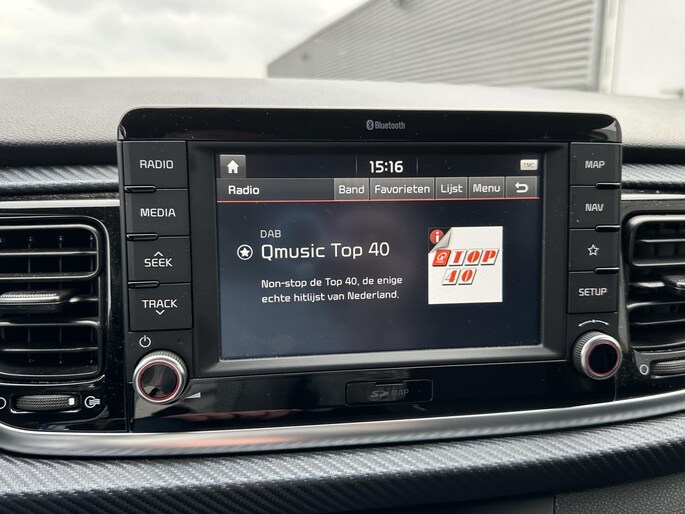 Bluetooth
RADIO
MEDIA
SEEK
TRACK
15:16
TMC
Radio Band Favorieten Lijst Menu
DAB
Qmusic Top 40
Non-stop de Top 40, de enige
echte hitlijst van Nederland.
i
Q TOP
40
MAP
NAV
SETUP
SD MAP